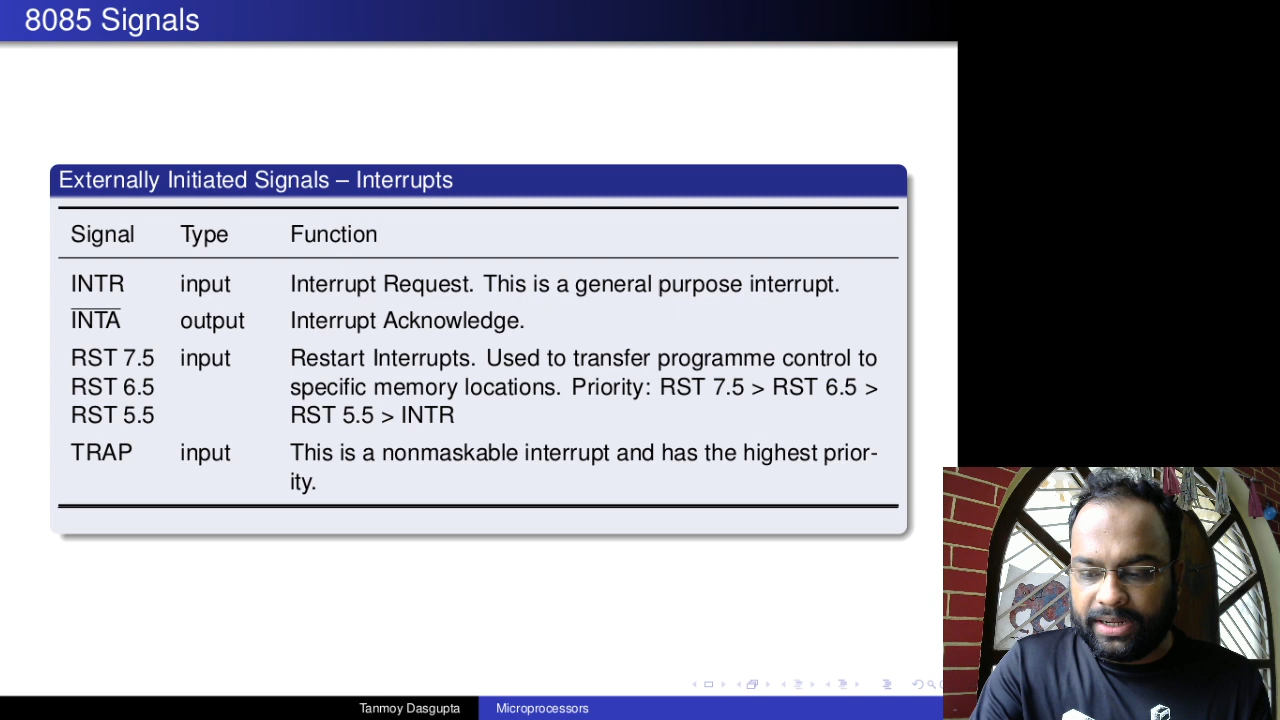 8085 Signals
Externally Initiated Signals – Interrupts
Signal Type Function
INTR input Interrupt Request. This is a general purpose interrupt.
I̅N̅T̅A̅ output Interrupt Acknowledge.
RST 7.5 input Restart Interrupts. Used to transfer programme control to
RST 6.5 specific memory locations. Priority: RST 7.5 > RST 6.5 >
RST 5.5 RST 5.5 > INTR
TRAP input This is a nonmaskable interrupt and has the highest prior-
ity.
Tanmoy Dasgupta Microprocessors